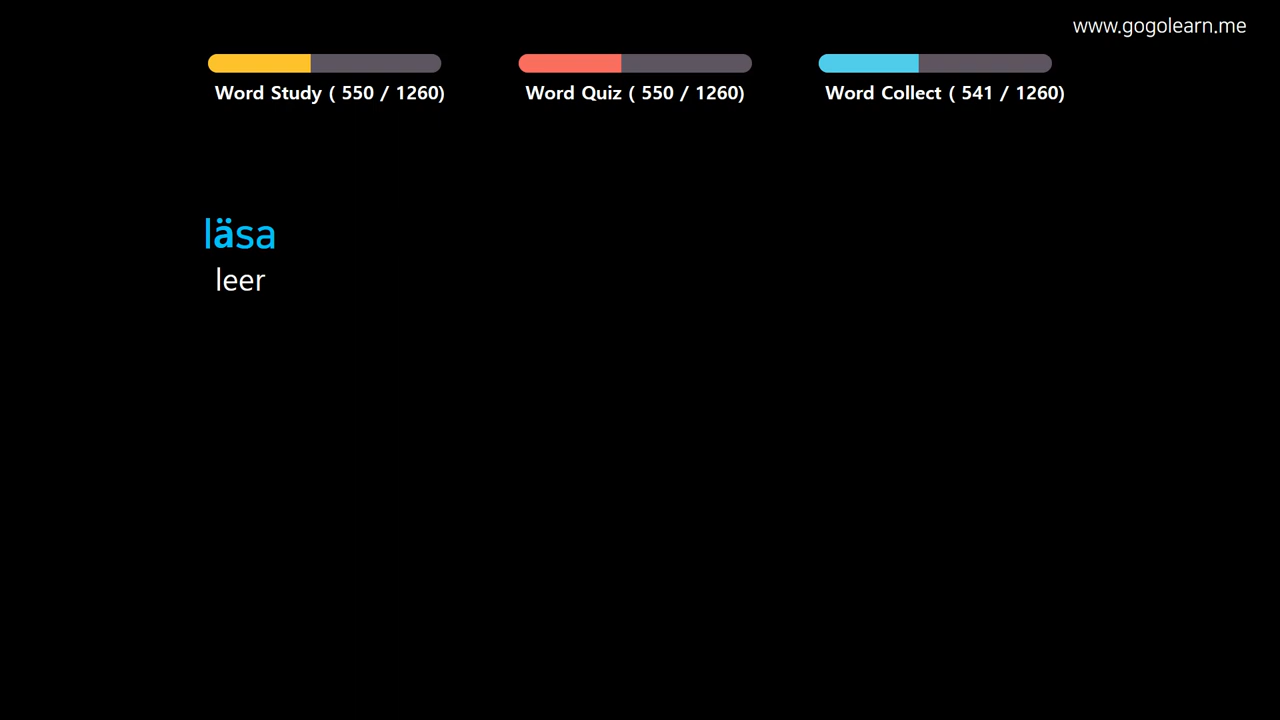 www.gogolearn.me
Word Study ( 550 / 1260)
Word Quiz ( 550 / 1260)
Word Collect ( 541 / 1260)
läsa
leer